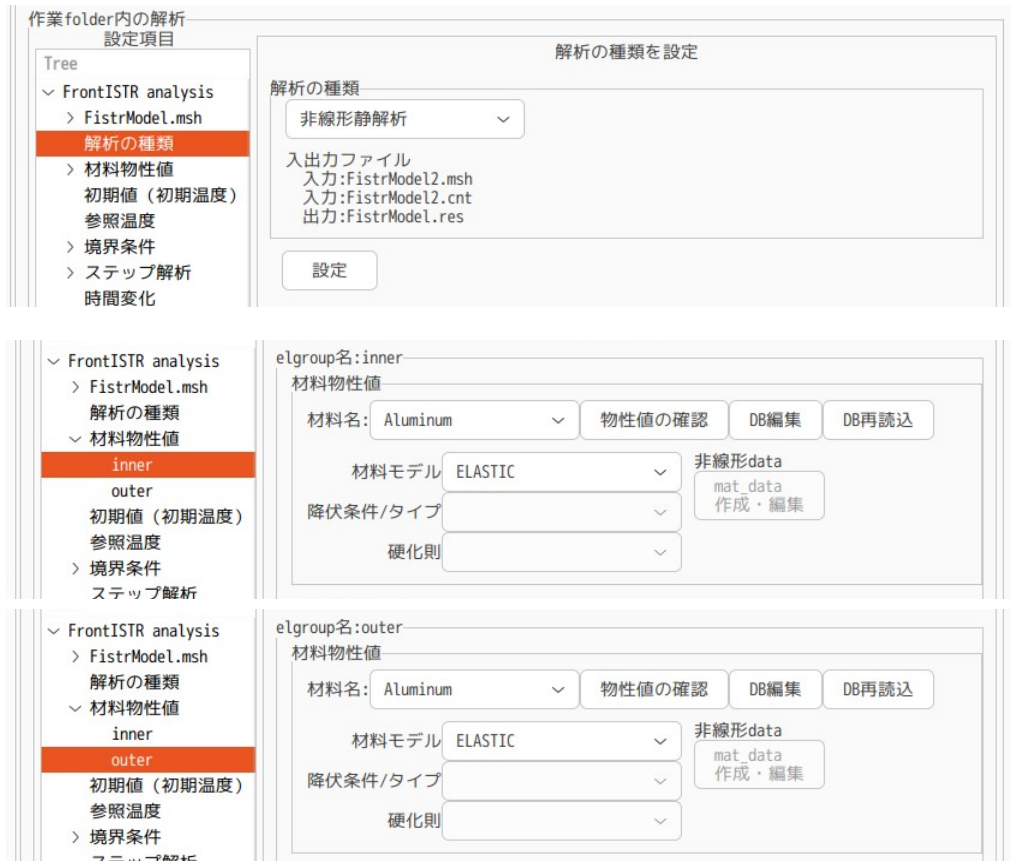 作業folder内の解析
設定項目
Tree
FrontISTR analysis
FistrModel.msh
解析の種類
材料物性値
初期値（初期温度）
参照温度
境界条件
ステップ解析
時間変化
解析の種類を設定
解析の種類
非線形静解析
入出力ファイル
入力:FistrModel2.msh
入力:FistrModel2.cnt
出力:FistrModel.res
設定
FrontISTR analysis
FistrModel.msh
解析の種類
材料物性値
inner
outer
初期値（初期温度）
参照温度
境界条件
ステップ解析
elgroup名:inner
材料物性値
材料名: Aluminum 物性値の確認 DB編集 DB再読込
材料モデル ELASTIC
降伏条件/タイプ
硬化則
非線形data
mat_data
作成・編集
FrontISTR analysis
FistrModel.msh
解析の種類
材料物性値
inner
outer
初期値（初期温度）
参照温度
境界条件
ステップ解析
elgroup名:outer
材料物性値
材料名: Aluminum 物性値の確認 DB編集 DB再読込
材料モデル ELASTIC
降伏条件/タイプ
硬化則
非線形data
mat_data
作成・編集